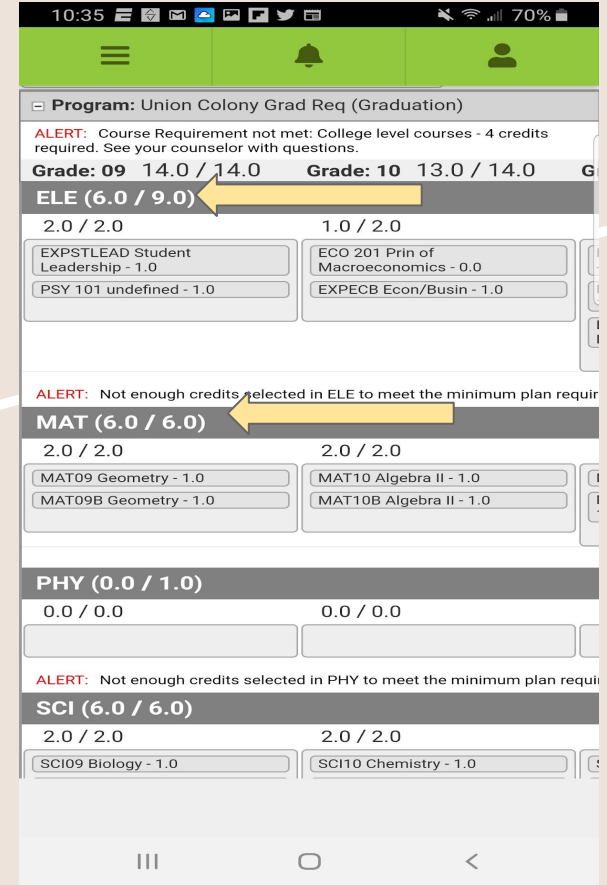 10:35 70%
Program: Union Colony Grad Req (Graduation)
ALERT: Course Requirement not met: College level courses - 4 credits
required. See your counselor with questions.
Grade: 09 14.0 / 14.0 Grade: 10 13.0 / 14.0
ELE (6.0 / 9.0)
2.0 / 2.0 1.0 / 2.0
EXPSTLEAD Student
Leadership - 1.0
ECO 201 Prin of
Macroeconomics - 0.0
PSY 101 undefined - 1.0 EXPECB Econ/Busin - 1.0
ALERT: Not enough credits selected in ELE to meet the minimum plan requir
MAT (6.0 / 6.0)
2.0 / 2.0 2.0 / 2.0
MAT09 Geometry - 1.0 MAT10 Algebra II - 1.0
MAT09B Geometry - 1.0 MAT10B Algebra II - 1.0
PHY (0.0 / 1.0)
0.0 / 0.0 0.0 / 0.0
ALERT: Not enough credits selected in PHY to meet the minimum plan requi
SCI (6.0 / 6.0)
2.0 / 2.0 2.0 / 2.0
SCI09 Biology - 1.0 SCI10 Chemistry - 1.0